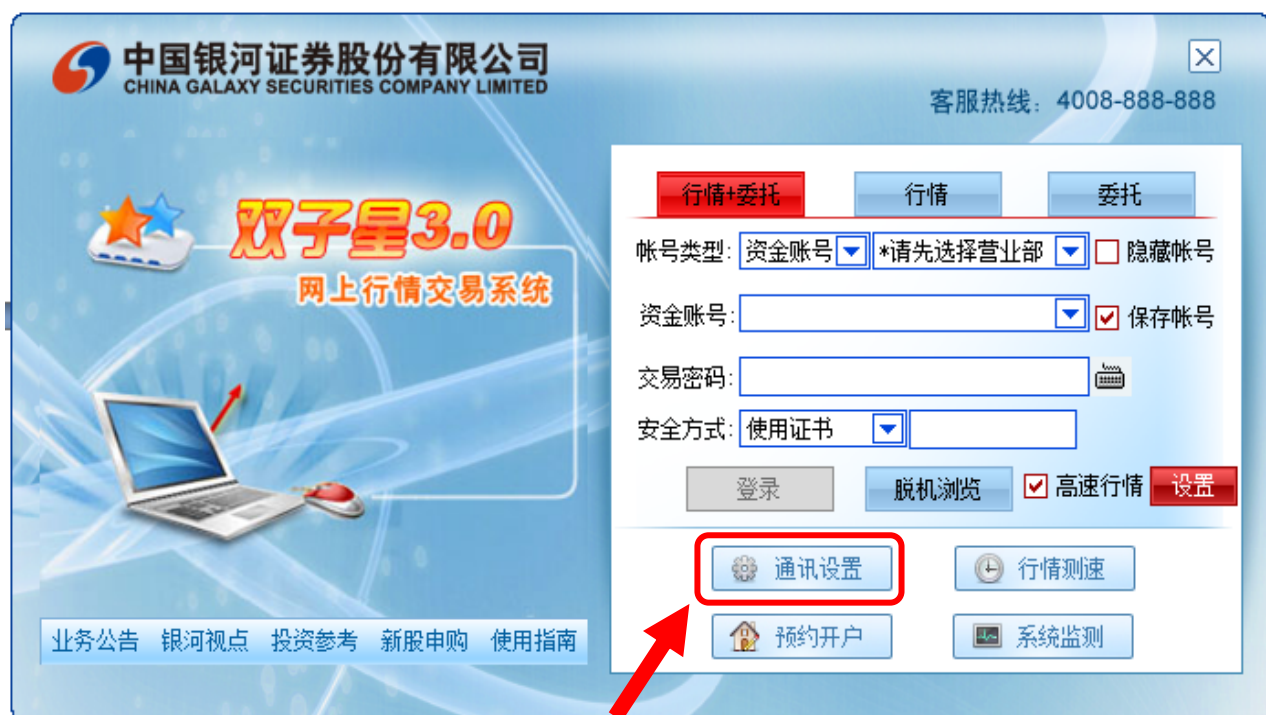 中国银河证券股份有限公司
CHINA GALAXY SECURITIES COMPANY LIMITED
客服热线：4008-888-888
双子星3.0
网上行情交易系统
行情+委托 行情 委托
帐号类型: 资金账号 *请先选择营业部 隐藏帐号
资金账号: 保存帐号
交易密码:
安全方式: 使用证书
登录 脱机浏览 高速行情 设置
通讯设置 行情测速
预约开户 系统监测
业务公告 银河视点 投资参考 新股申购 使用指南